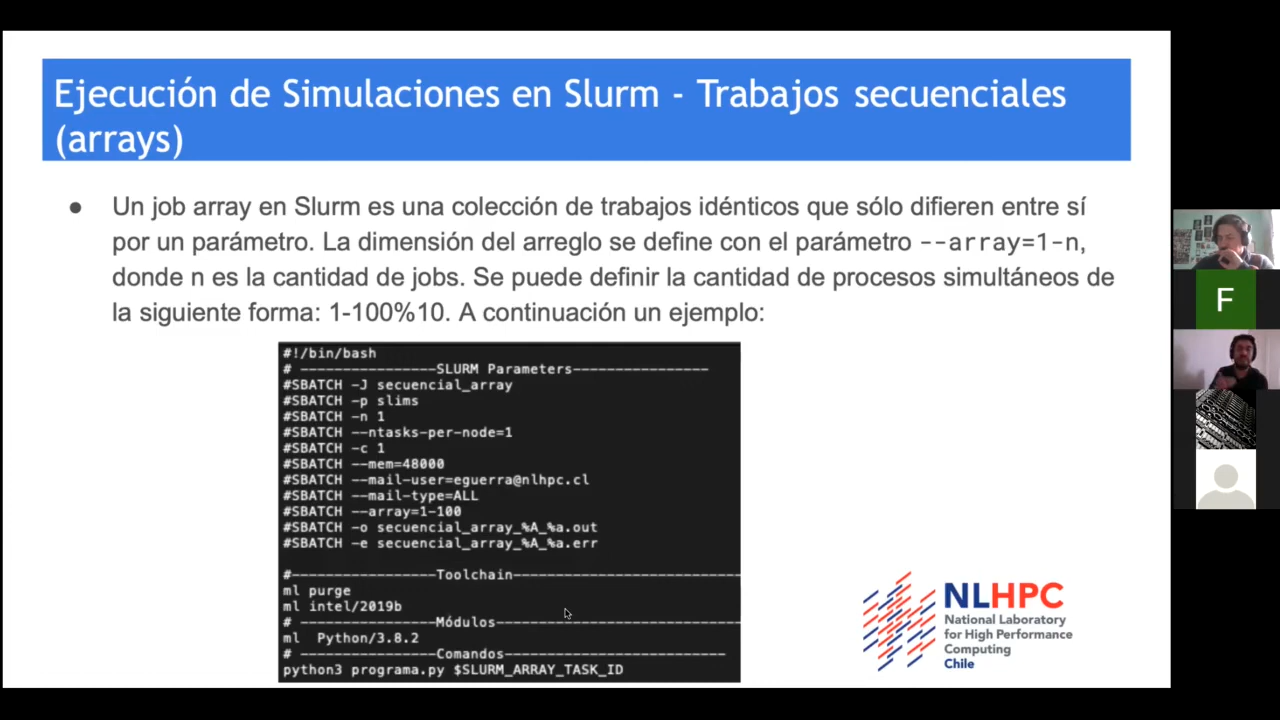 Ejecución de Simulaciones en Slurm - Trabajos secuenciales
(arrays)
● Un job array en Slurm es una colección de trabajos idénticos que sólo difieren entre sí
por un parámetro. La dimensión del arreglo se define con el parámetro --array=1-n,
donde n es la cantidad de jobs. Se puede definir la cantidad de procesos simultáneos de
la siguiente forma: 1-100%10. A continuación un ejemplo:
#!/bin/bash
# ----------------SLURM Parameters----------------
#SBATCH -J secuencial_array
#SBATCH -p slims
#SBATCH -n 1
#SBATCH --ntasks-per-node=1
#SBATCH -c 1
#SBATCH --mem=48000
#SBATCH --mail-user=eguerra@nlhpc.cl
#SBATCH --mail-type=ALL
#SBATCH --array=1-100
#SBATCH -o secuencial_array_%A_%a.out
#SBATCH -e secuencial_array_%A_%a.err
#-----------------Toolchain---------------------------
ml purge
ml intel/2019b
# ----------------Módulos-----------------------------
ml  Python/3.8.2
# ----------------Comandos--------------------------
python3 programa.py $SLURM_ARRAY_TASK_ID
NLHPC
National Laboratory
for High Performance
Computing
Chile
F